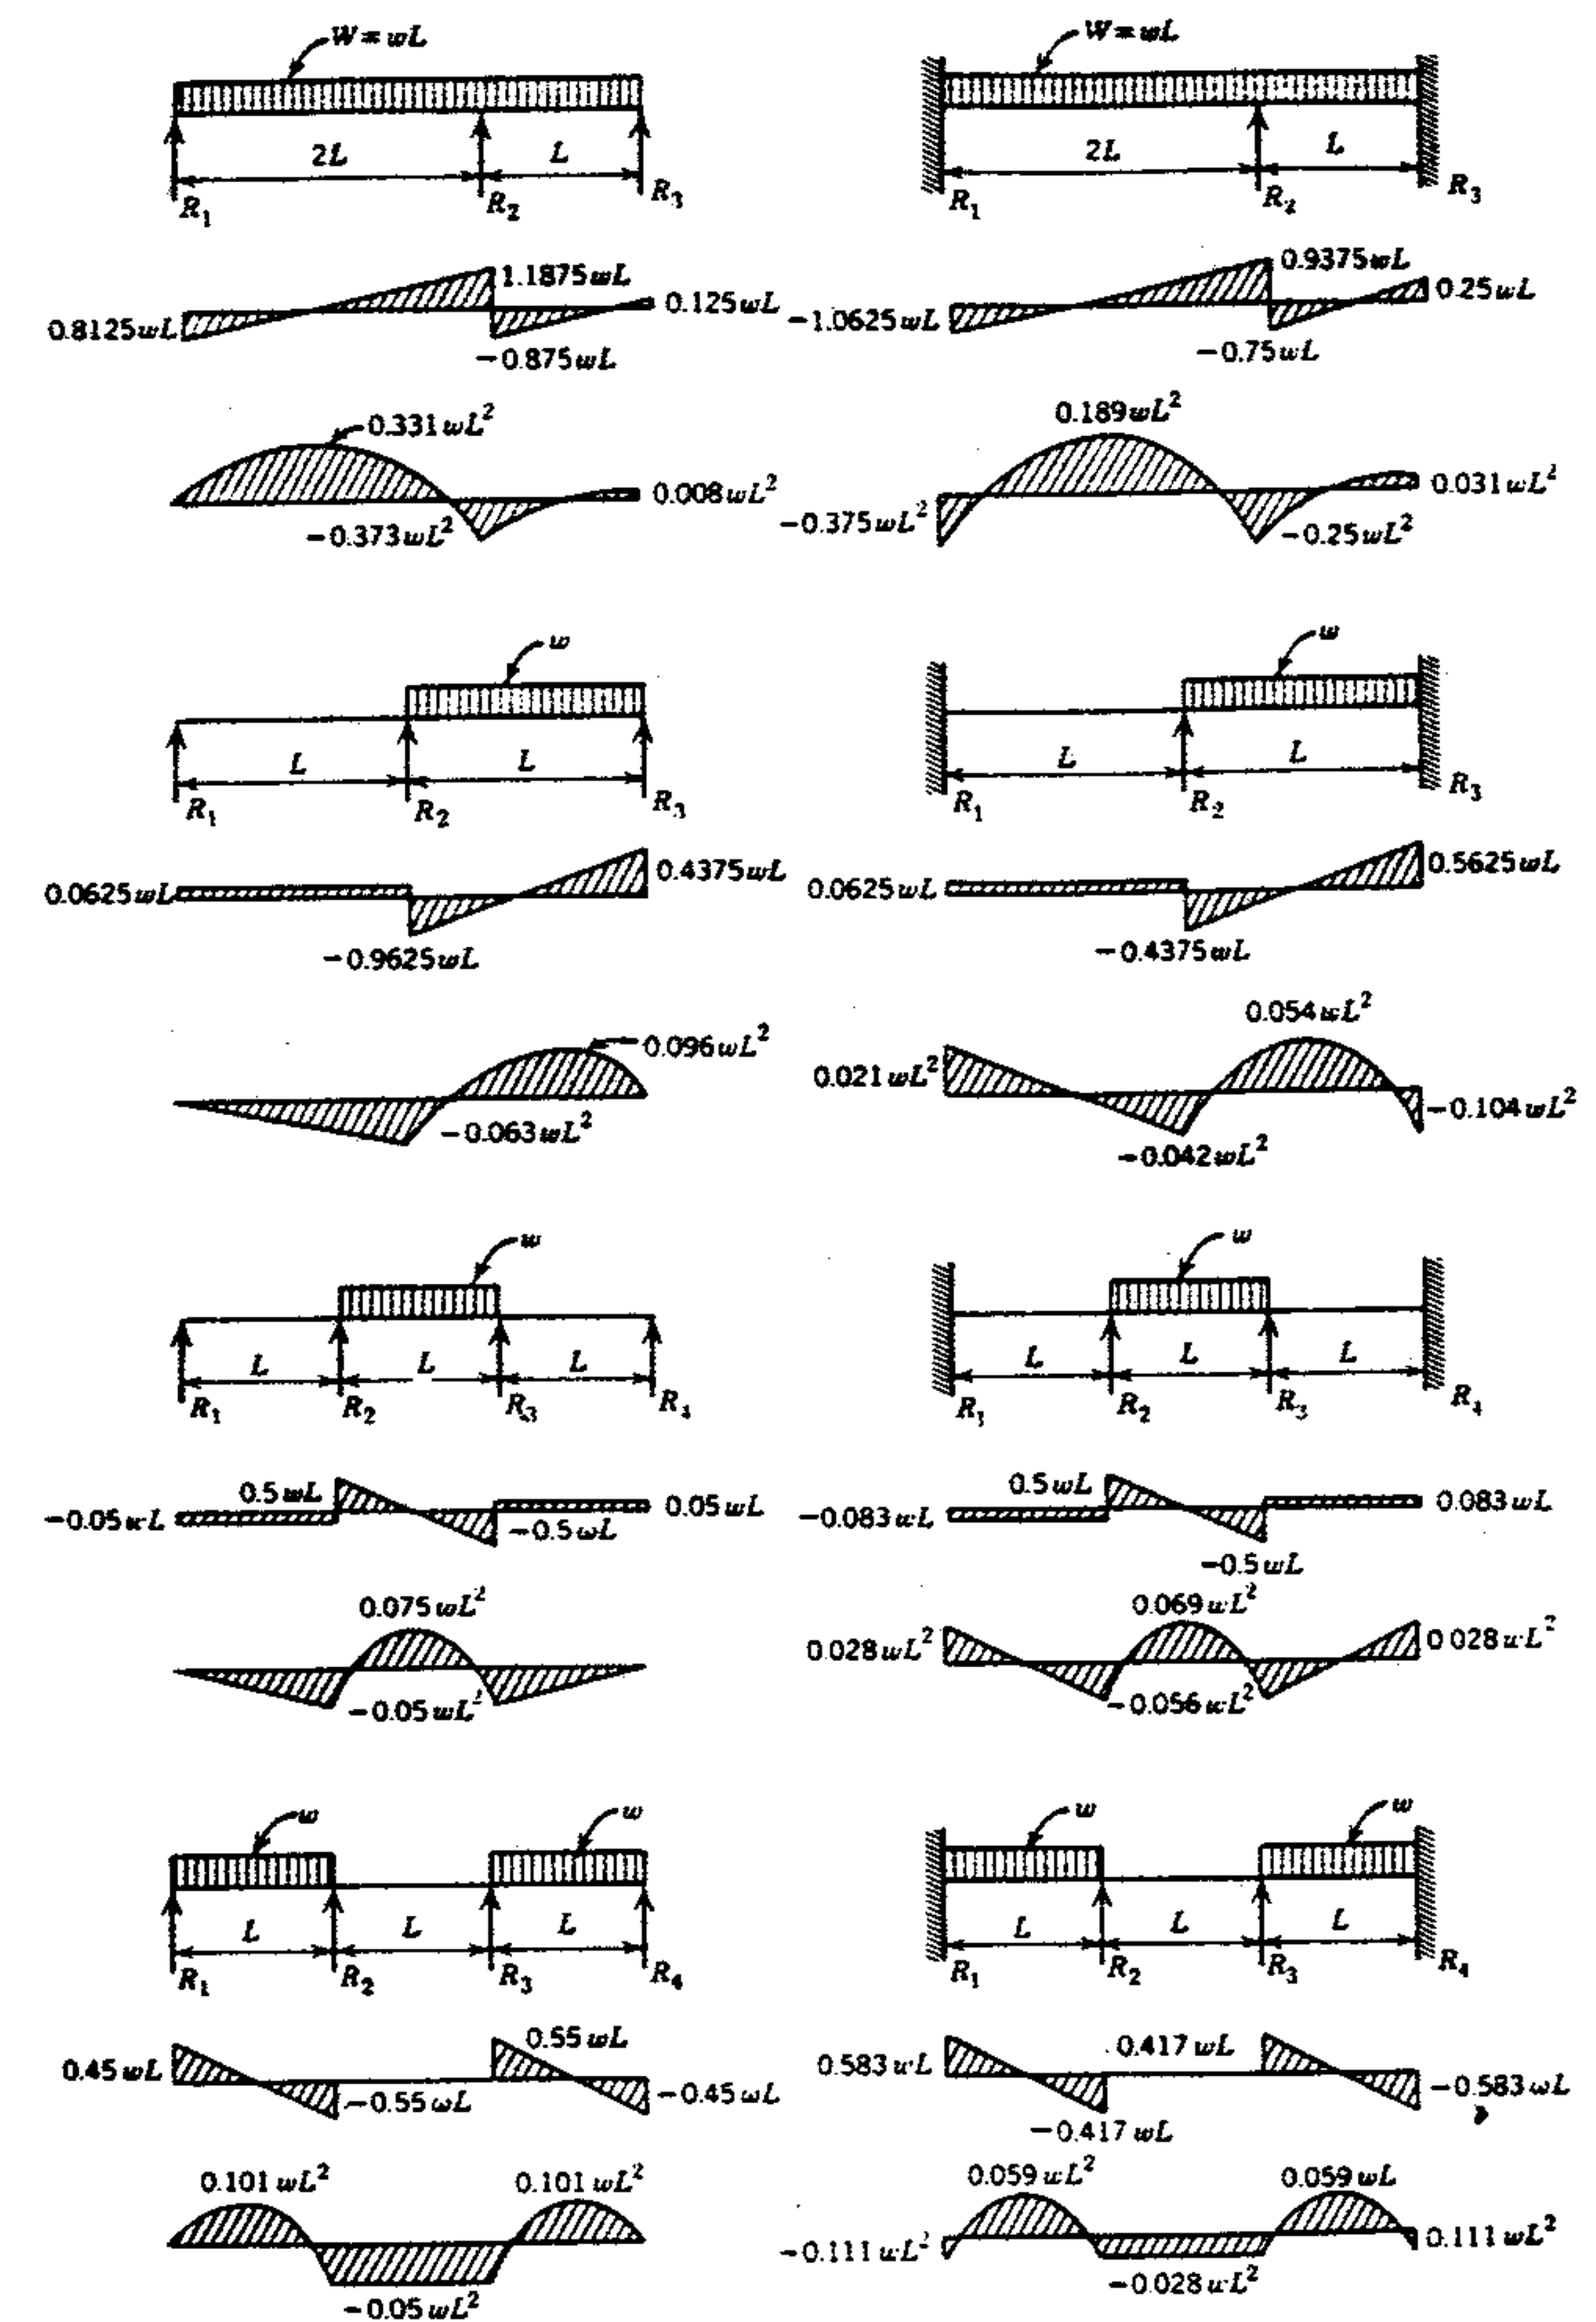 W = wL
2L
L
R₁
R₂
R₃
1.1875wL
0.125wL
0.8125wL
−0.875wL
0.331wL²
0.008wL²
−0.373wL²
W = wL
2L
L
R₁
R₂
R₃
0.9375wL
0.25wL
−1.0625wL
−0.75wL
0.189wL²
0.031wL²
−0.375wL²
−0.25wL²
w
L
L
R₁
R₂
R₃
0.4375wL
0.0625wL
−0.9625wL
0.096wL²
−0.063wL²
w
L
L
R₁
R₂
R₃
0.5625wL
0.0625wL
−0.4375wL
0.054wL²
0.021wL²
−0.104wL²
−0.042wL²
w
L
L
L
R₁
R₂
R₃
R₄
0.5wL
0.05wL
−0.05wL
−0.5wL
0.075wL²
−0.05wL²
w
L
L
L
R₁
R₂
R₃
R₄
0.5wL
0.083wL
−0.083wL
−0.5wL
0.069wL²
0.028wL²
0.028wL²
−0.056wL²
w
w
L
L
L
R₁
R₂
R₃
R₄
0.55wL
0.45wL
−0.55wL
−0.45wL
0.101wL²
0.101wL²
−0.05wL²
w
w
L
L
L
R₁
R₂
R₃
R₄
0.417wL
0.583wL
−0.583wL
−0.417wL
0.059wL²
0.059wL
−0.111wL²
0.111wL²
−0.028wL²